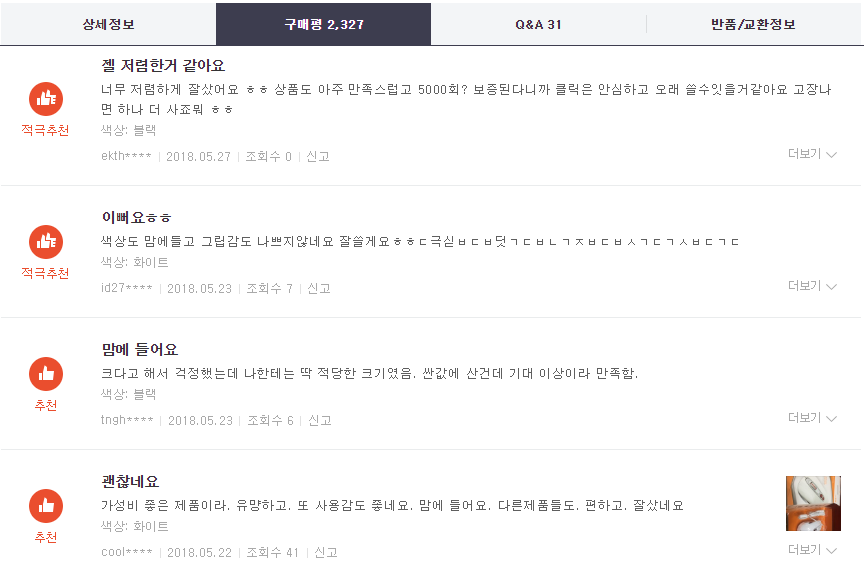 상세정보
구매평 2,327
Q&A 31
반품/교환정보
젤 저렴한거 같아요
적극추천
너무 저렴하게 잘샀어요 ㅎㅎ 상품도 아주 만족스럽고 5000회? 보증된다니까 클릭은 안심하고 오래 쓸수잇을거같아요 고장나
면 하나 더 사죠뭐 ㅎㅎ
색상: 블랙
ekth**** | 2018.05.27 | 조회수 0 | 신고
더보기
이뻐요ㅎㅎ
적극추천
색상도 맘에들고 그립감도 나쁘지않네요 잘쓸게요ㅎㅎㄷ극싣ㅂㄷㅂ덧ㄱㄷㅂㄴㄱㅈㅂㄷㅂㅅㄱㄷㄱㅅㅂㄷㄱㄷ
색상: 화이트
id27**** | 2018.05.23 | 조회수 7 | 신고
더보기
맘에 들어요
추천
크다고 해서 걱정했는데 나한테는 딱 적당한 크기였음. 싼값에 산건데 기대 이상이라 만족함.
색상: 블랙
tngh**** | 2018.05.23 | 조회수 6 | 신고
더보기
괜찮네요
추천
가성비 좋은 제품이라. 유먕하고. 또 사용감도 좋네요. 맘에 들어요. 다른제품들도. 편하고. 잘샀네요
색상: 화이트
cool**** | 2018.05.22 | 조회수 41 | 신고
더보기